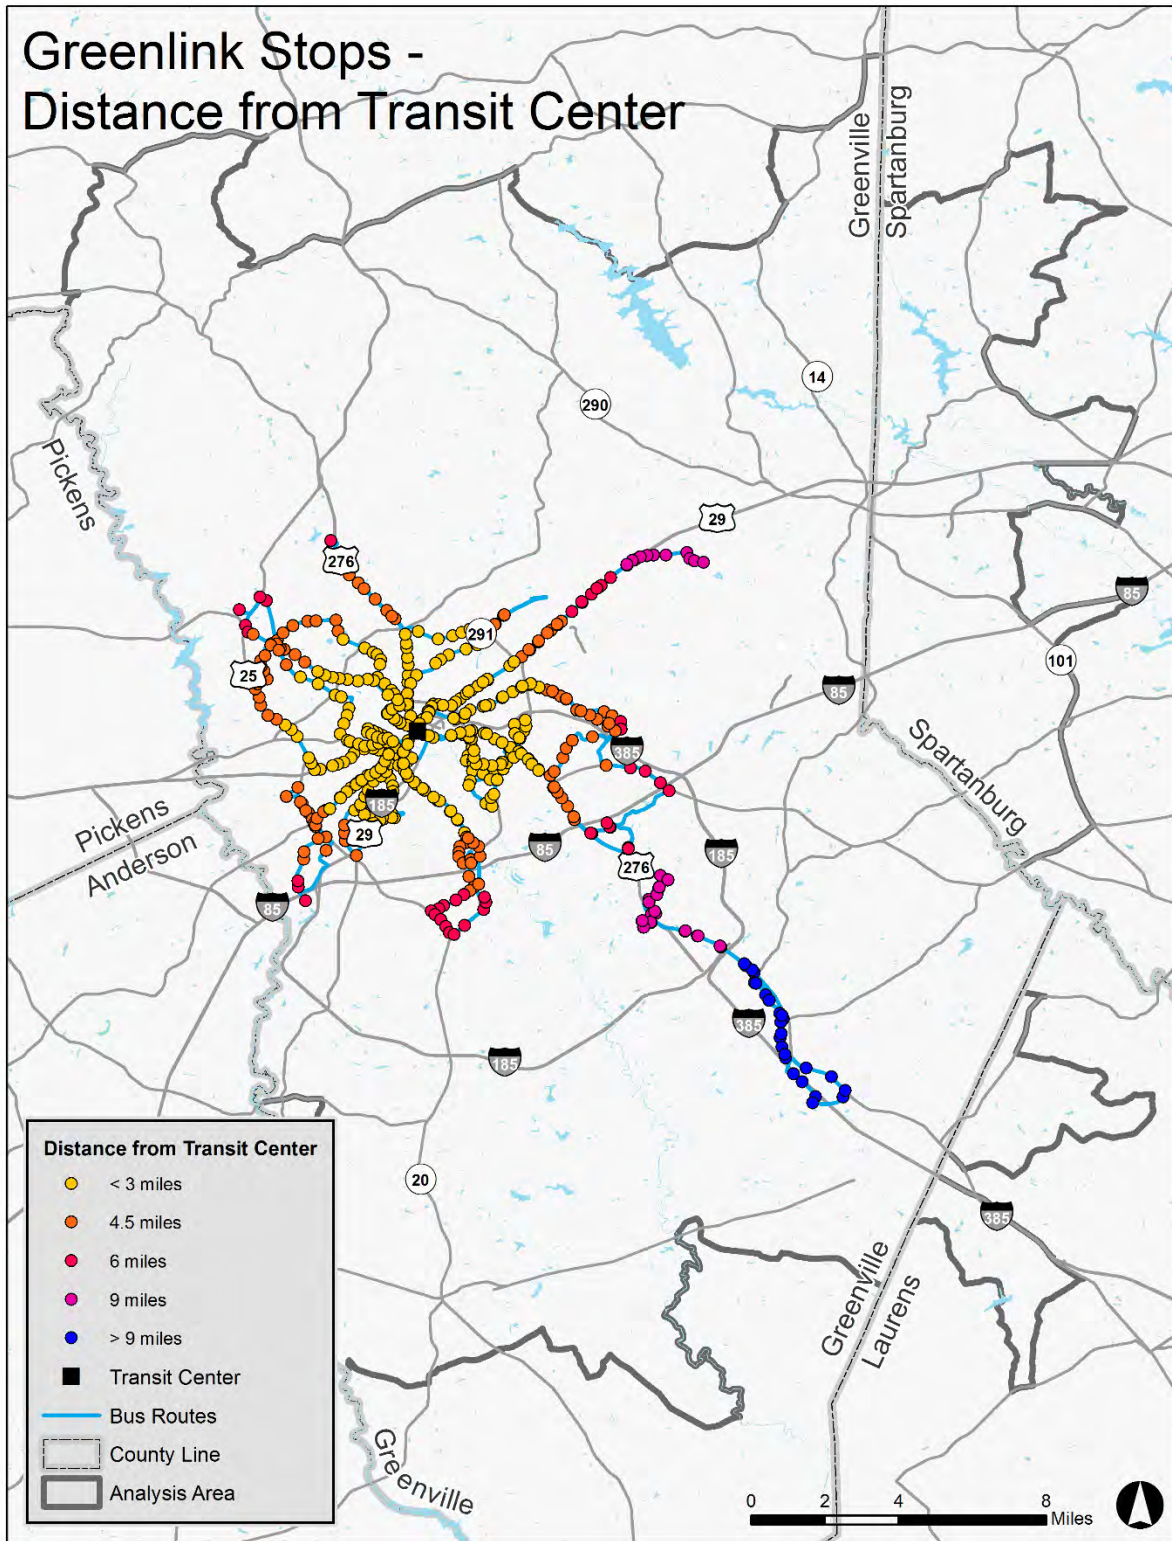 Greenlink Stops -
Distance from Transit Center
Greenville
Spartanburg
14
290
Pickens
29
276
85
291
101
25
85
385
Spartanburg
185
Pickens
29
Anderson
85
185
276
85
385
185
20
385
Greenville
Laurens
Greenville
Distance from Transit Center
< 3 miles
4.5 miles
6 miles
9 miles
> 9 miles
Transit Center
Bus Routes
County Line
Analysis Area
0 2 4 8
Miles